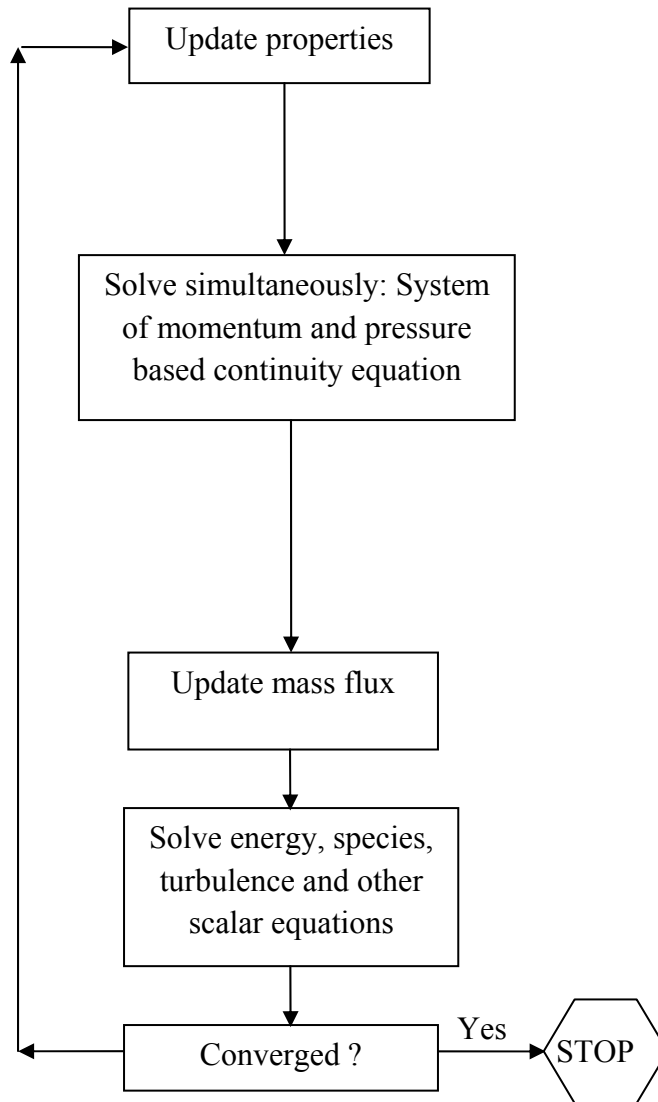 Update properties
Solve simultaneously: System
of momentum and pressure
based continuity equation
Update mass flux
Solve energy, species,
turbulence and other
scalar equations
Converged ?
Yes
STOP